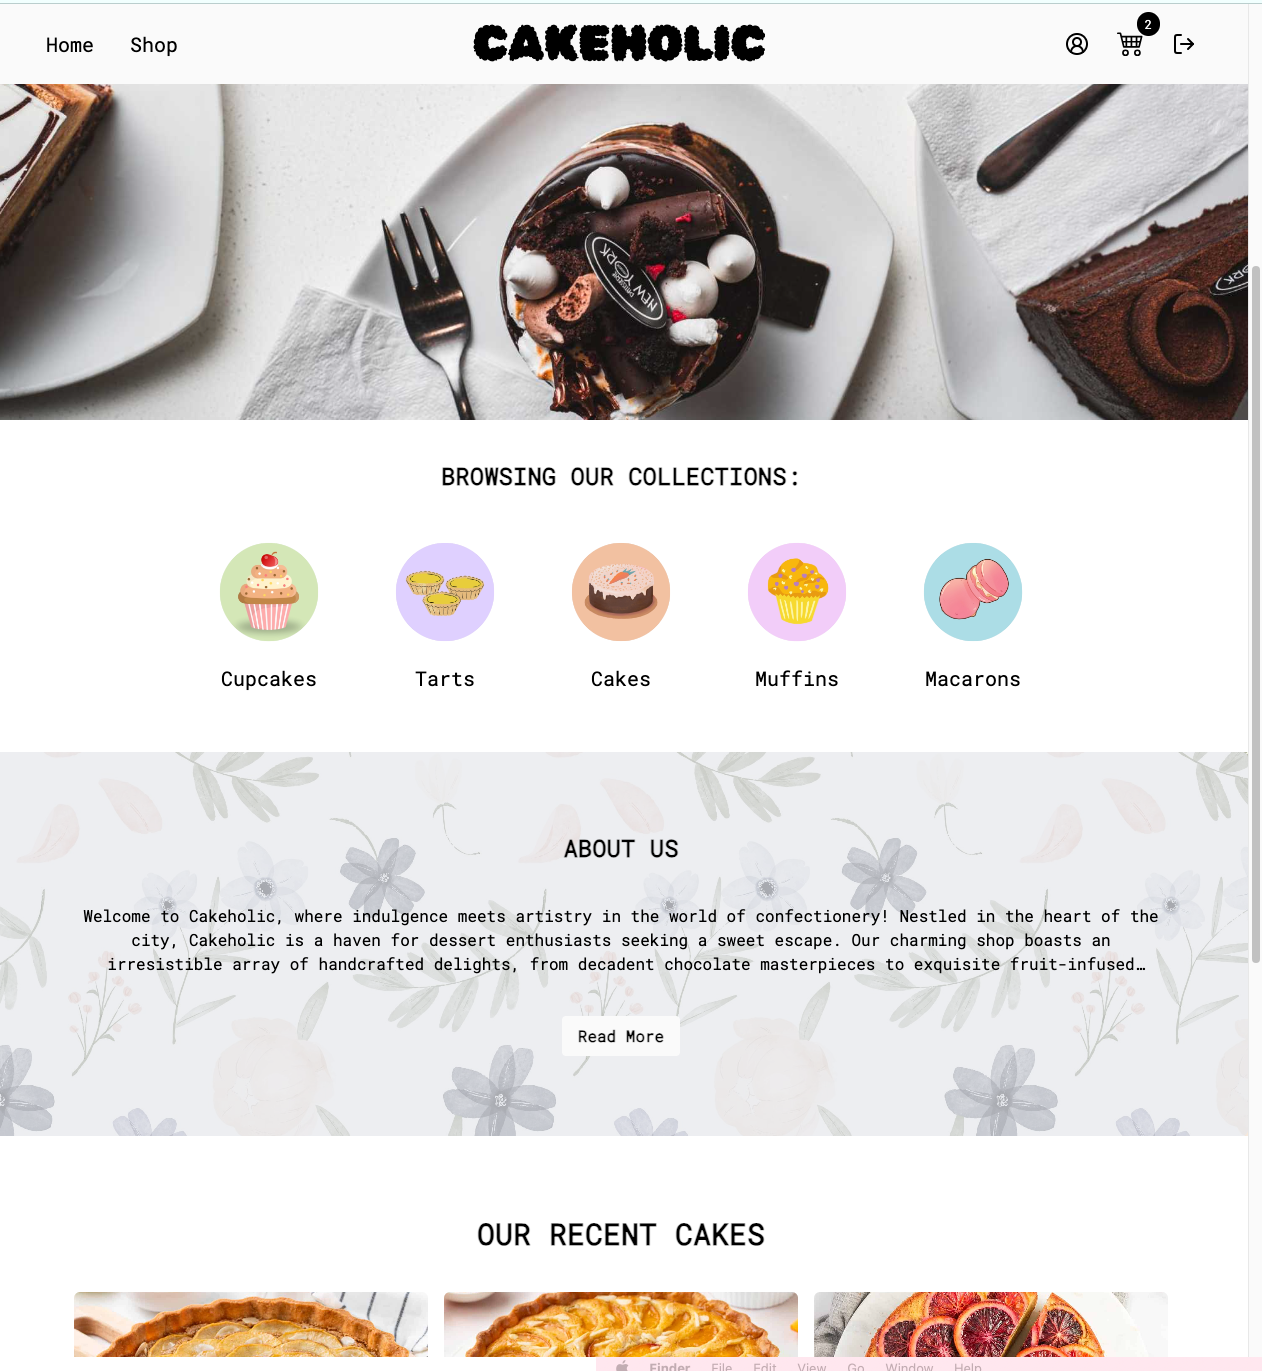 Home Shop CAKEHOLIC 2
NEW YORK
BROWSING OUR COLLECTIONS:
Cupcakes Tarts Cakes Muffins Macarons
ABOUT US
Welcome to Cakeholic, where indulgence meets artistry in the world of confectionery! Nestled in the heart of the
city, Cakeholic is a haven for dessert enthusiasts seeking a sweet escape. Our charming shop boasts an
irresistible array of handcrafted delights, from decadent chocolate masterpieces to exquisite fruit-infused…
Read More
OUR RECENT CAKES
Finder File Edit View Go Window Help